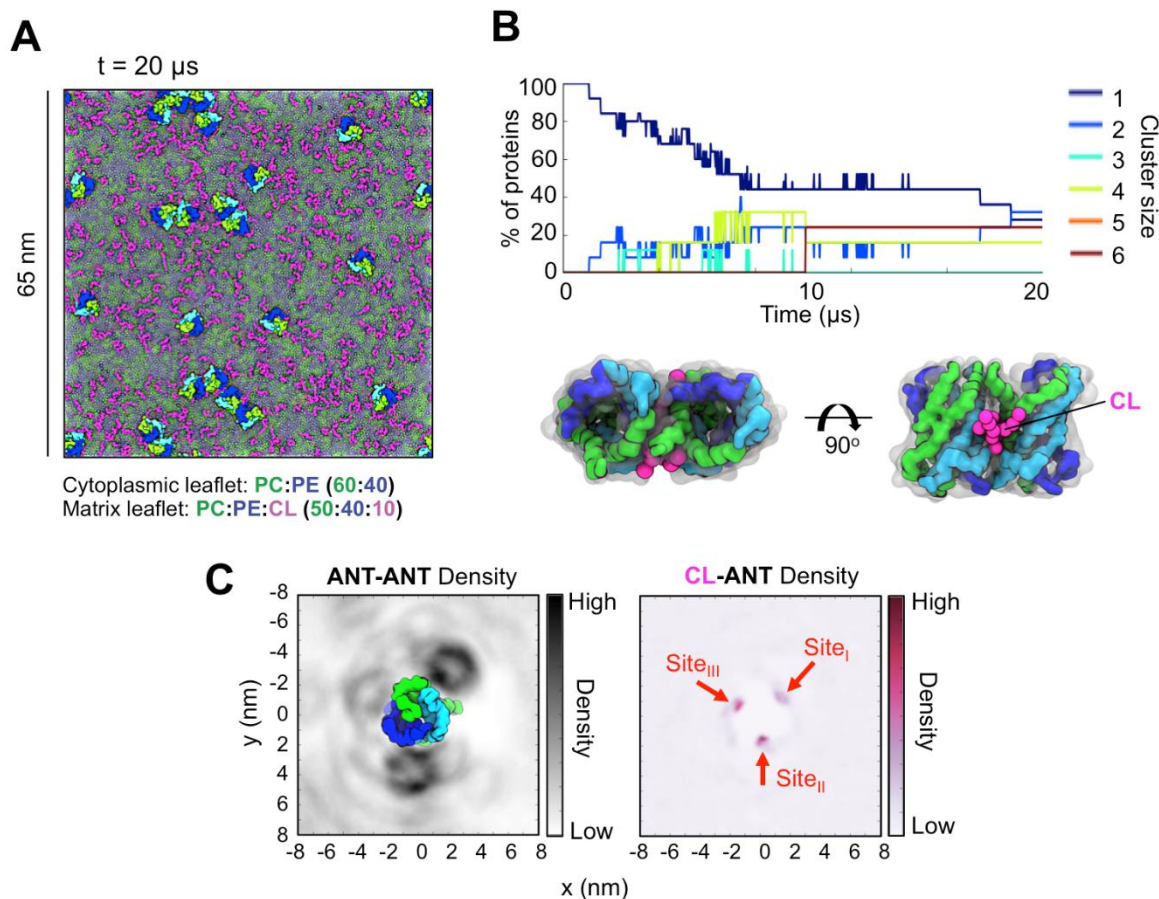 A
t = 20 µs
65 nm
Cytoplasmic leaflet: PC:PE (60:40)
Matrix leaflet: PC:PE:CL (50:40:10)
B
% of proteins
100
80
60
40
20
0
0 10 20
Time (µs)
1
2
3
4
5
6
Cluster size
90o
CL
C
ANT-ANT Density
-8
-6
-4
-2
0
2
4
6
8
y (nm)
-8 -6 -4 -2 0 2 4 6 8
High
Density
Low
CL-ANT Density
SiteIII
SiteI
SiteII
-8 -6 -4 -2 0 2 4 6 8
High
Density
Low
x (nm)